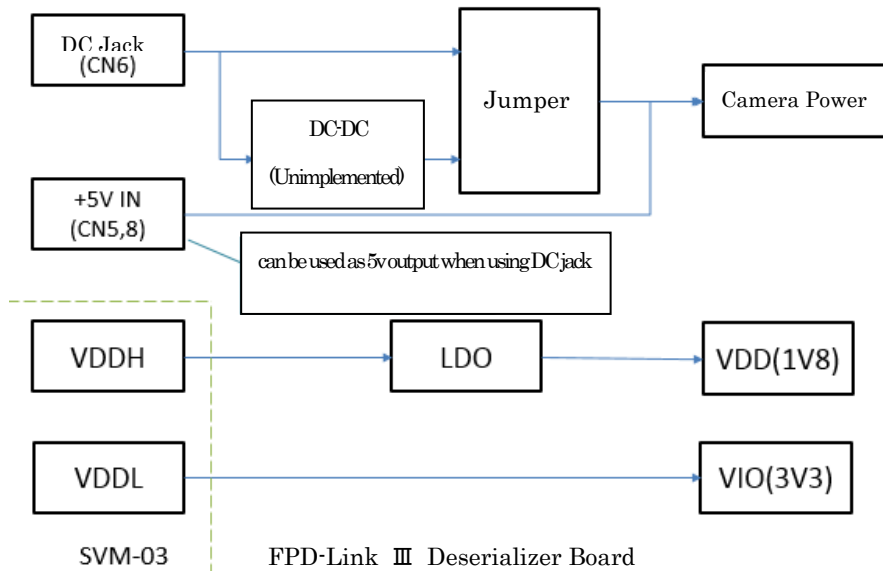 DC Jack
(CN6)
Jumper
Camera Power
DC-DC
(Unimplemented)
+5V IN
(CN5,8)
can be used as 5v output when using DC jack
VDDH
LDO
VDD(1V8)
VDDL
VIO(3V3)
SVM-03
FPD-Link Ⅲ Deserializer Board